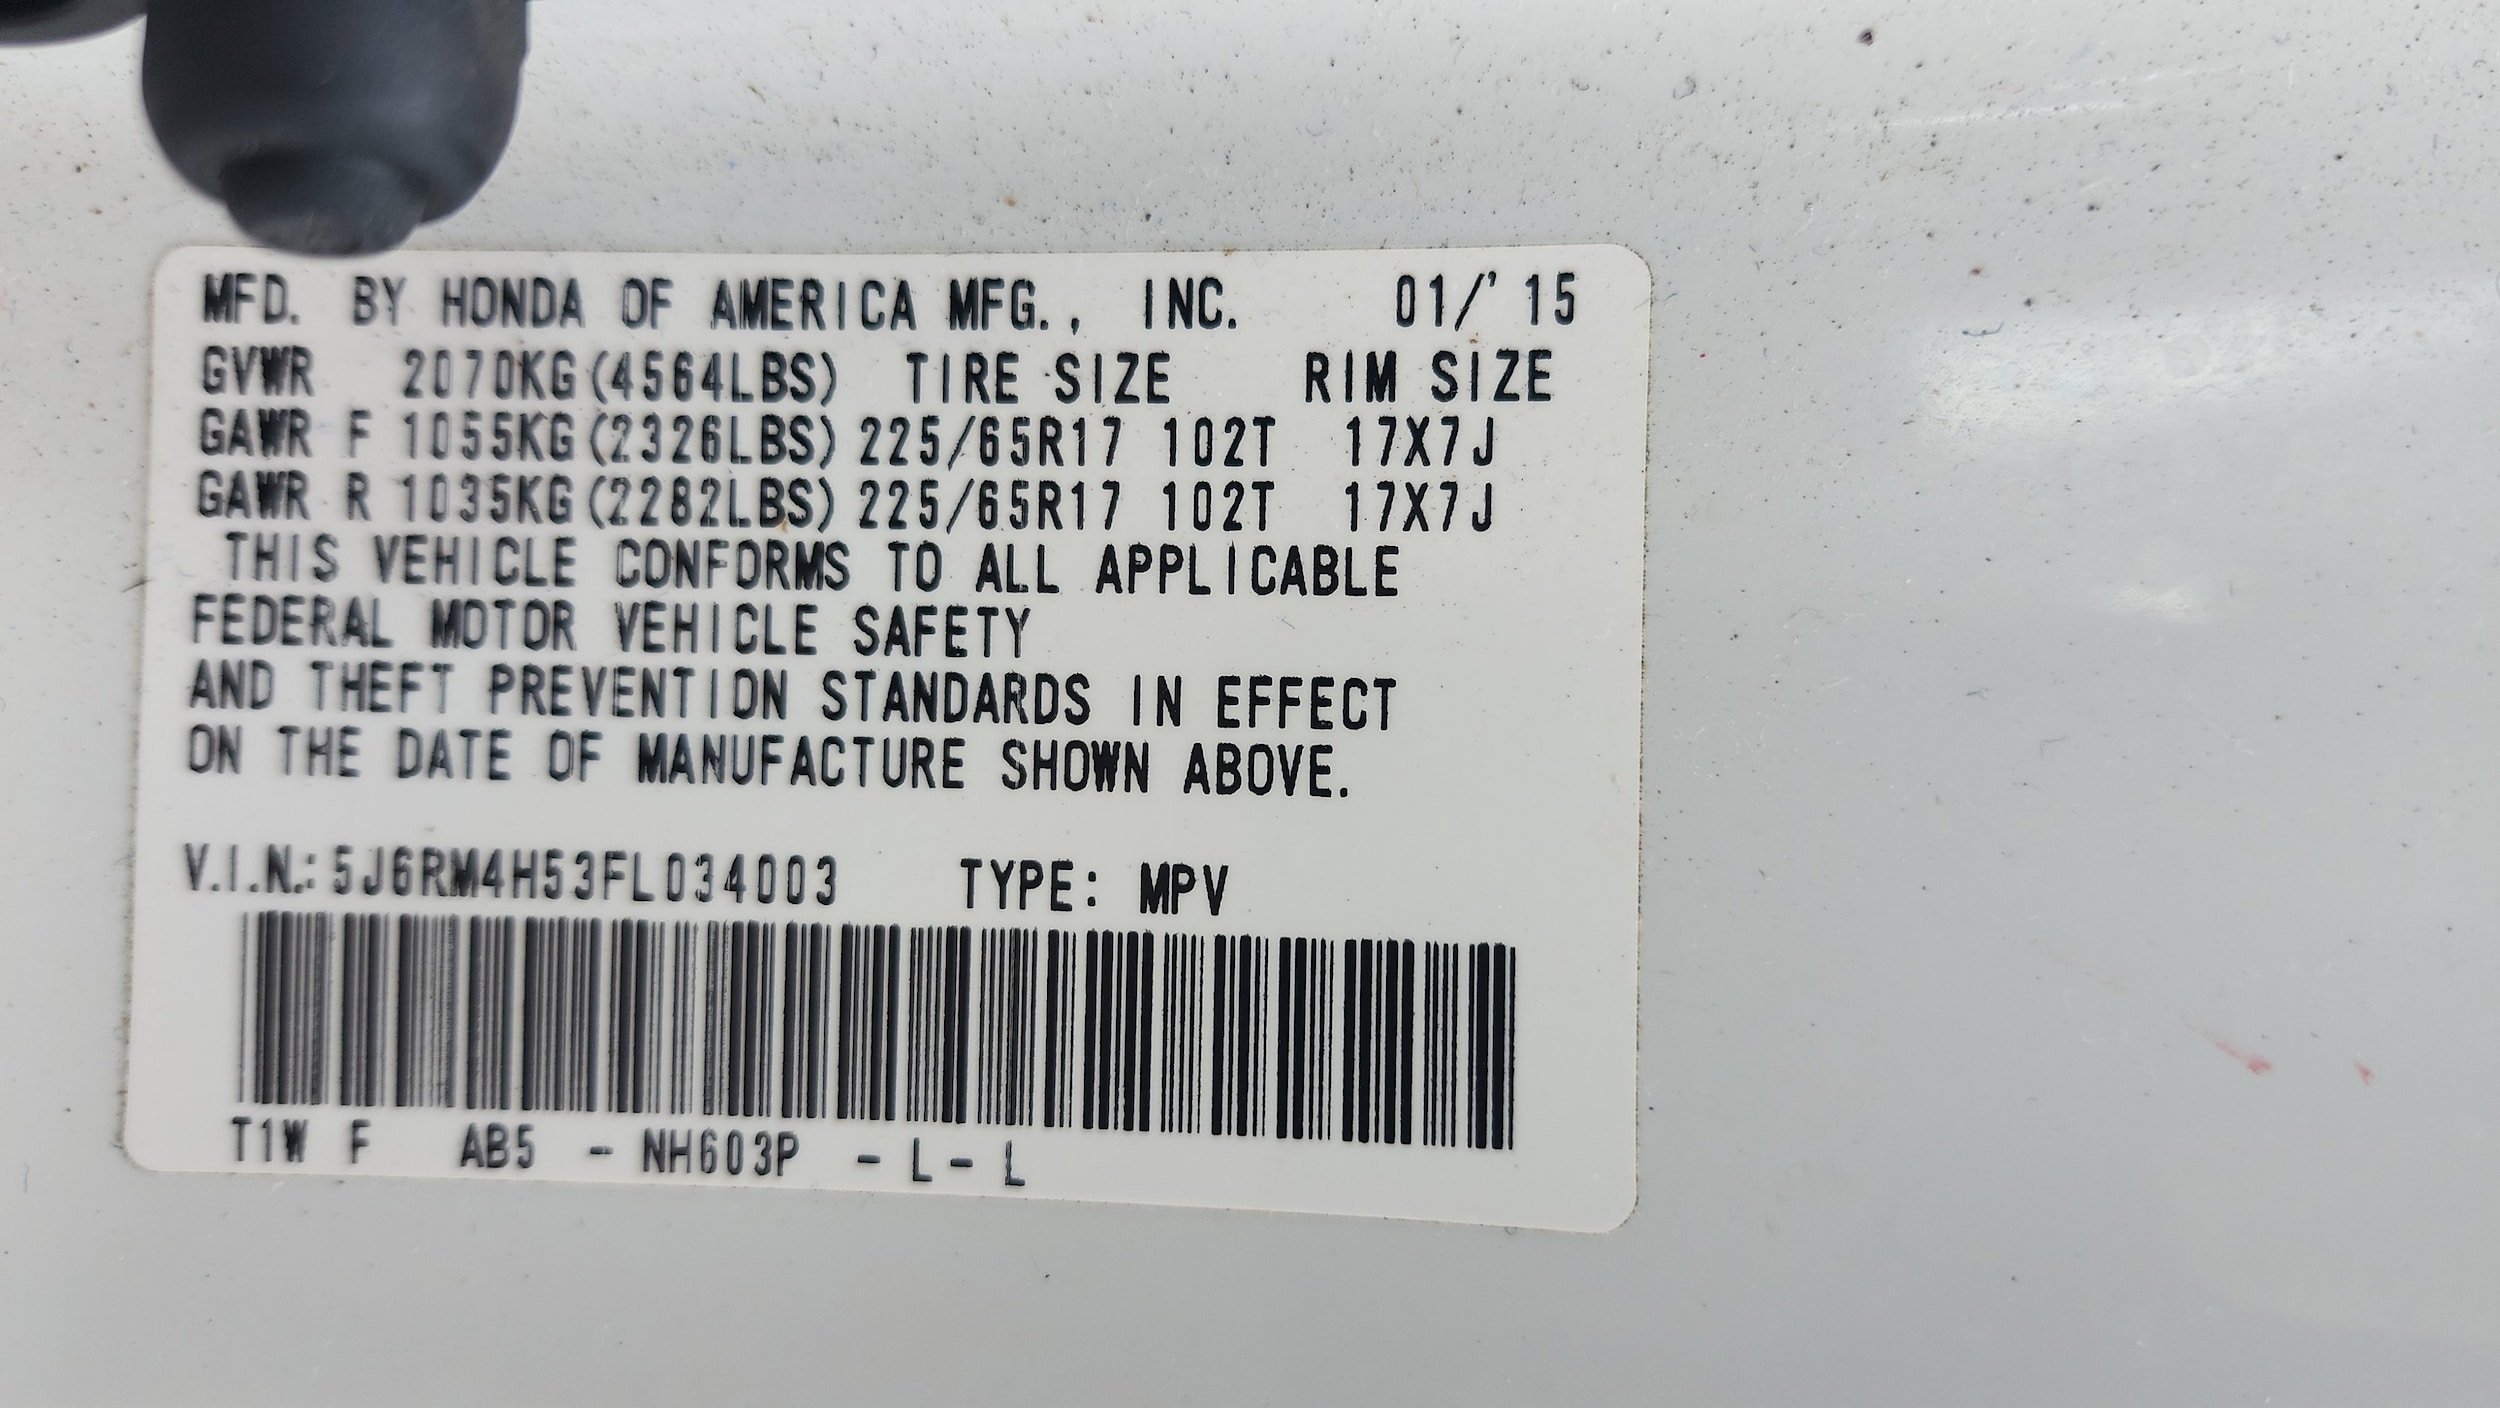 MFD. BY HONDA OF AMERICA MFG., INC. 01/'15
GVWR 2070KG(4564LBS) TIRE SIZE RIM SIZE
GAWR F 1055KG(2326LBS) 225/65R17 102T 17X7J
GAWR R 1035KG(2282LBS) 225/65R17 102T 17X7J
THIS VEHICLE CONFORMS TO ALL APPLICABLE
FEDERAL MOTOR VEHICLE SAFETY
AND THEFT PREVENTION STANDARDS IN EFFECT
ON THE DATE OF MANUFACTURE SHOWN ABOVE.
V.I.N.: 5J6RM4H53FL034003 TYPE: MPV
T1W F AB5 - NH603P - L - L